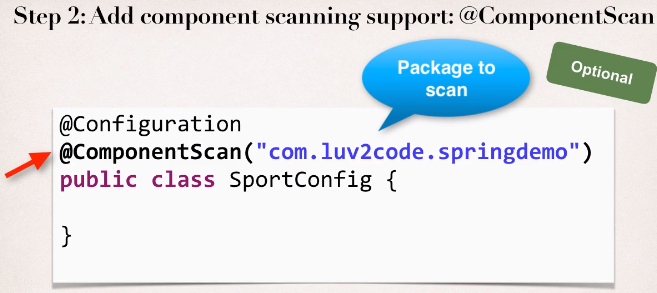 Step 2: Add component scanning support: @ComponentScan
Package to
scan
Optional
@Configuration
@ComponentScan("com.luv2code.springdemo")
public class SportConfig {
}